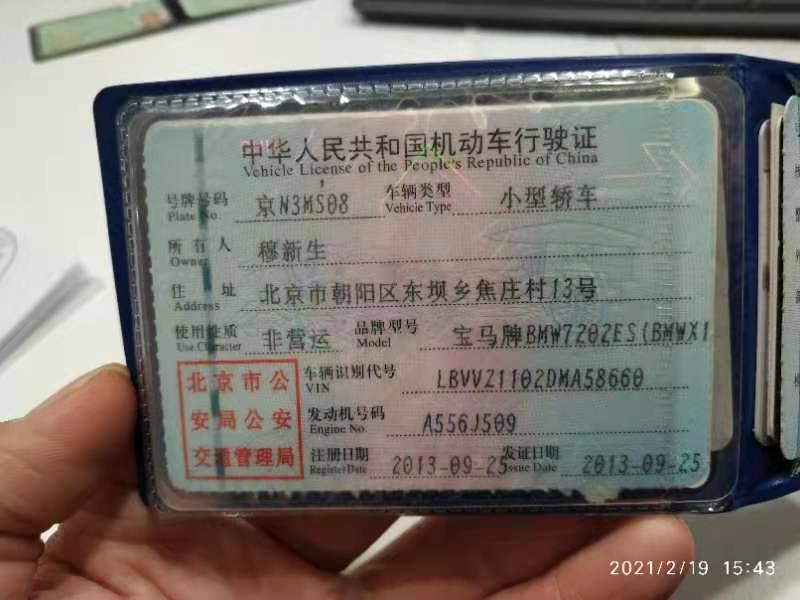 中华人民共和国机动车行驶证
Vehicle License of the People's Republic of China
号牌号码 京N3MS08 车辆类型 小型轿车
Plate No. Vehicle Type
所有人 穆新生
Owner
住址 北京市朝阳区东坝乡焦庄村13号
Address
使用性质 非营运 品牌型号 宝马牌BMW7202ES(BMWX1
Use Character Model
北京市公 车辆识别代号 LBVVZ1102DMA58660
VIN
安局公安 发动机号码 A556J509
Engine No.
交通管理局 注册日期 2013-09-25 发证日期 2013-09-25
Register Date Issue Date
2021/2/19 15:43